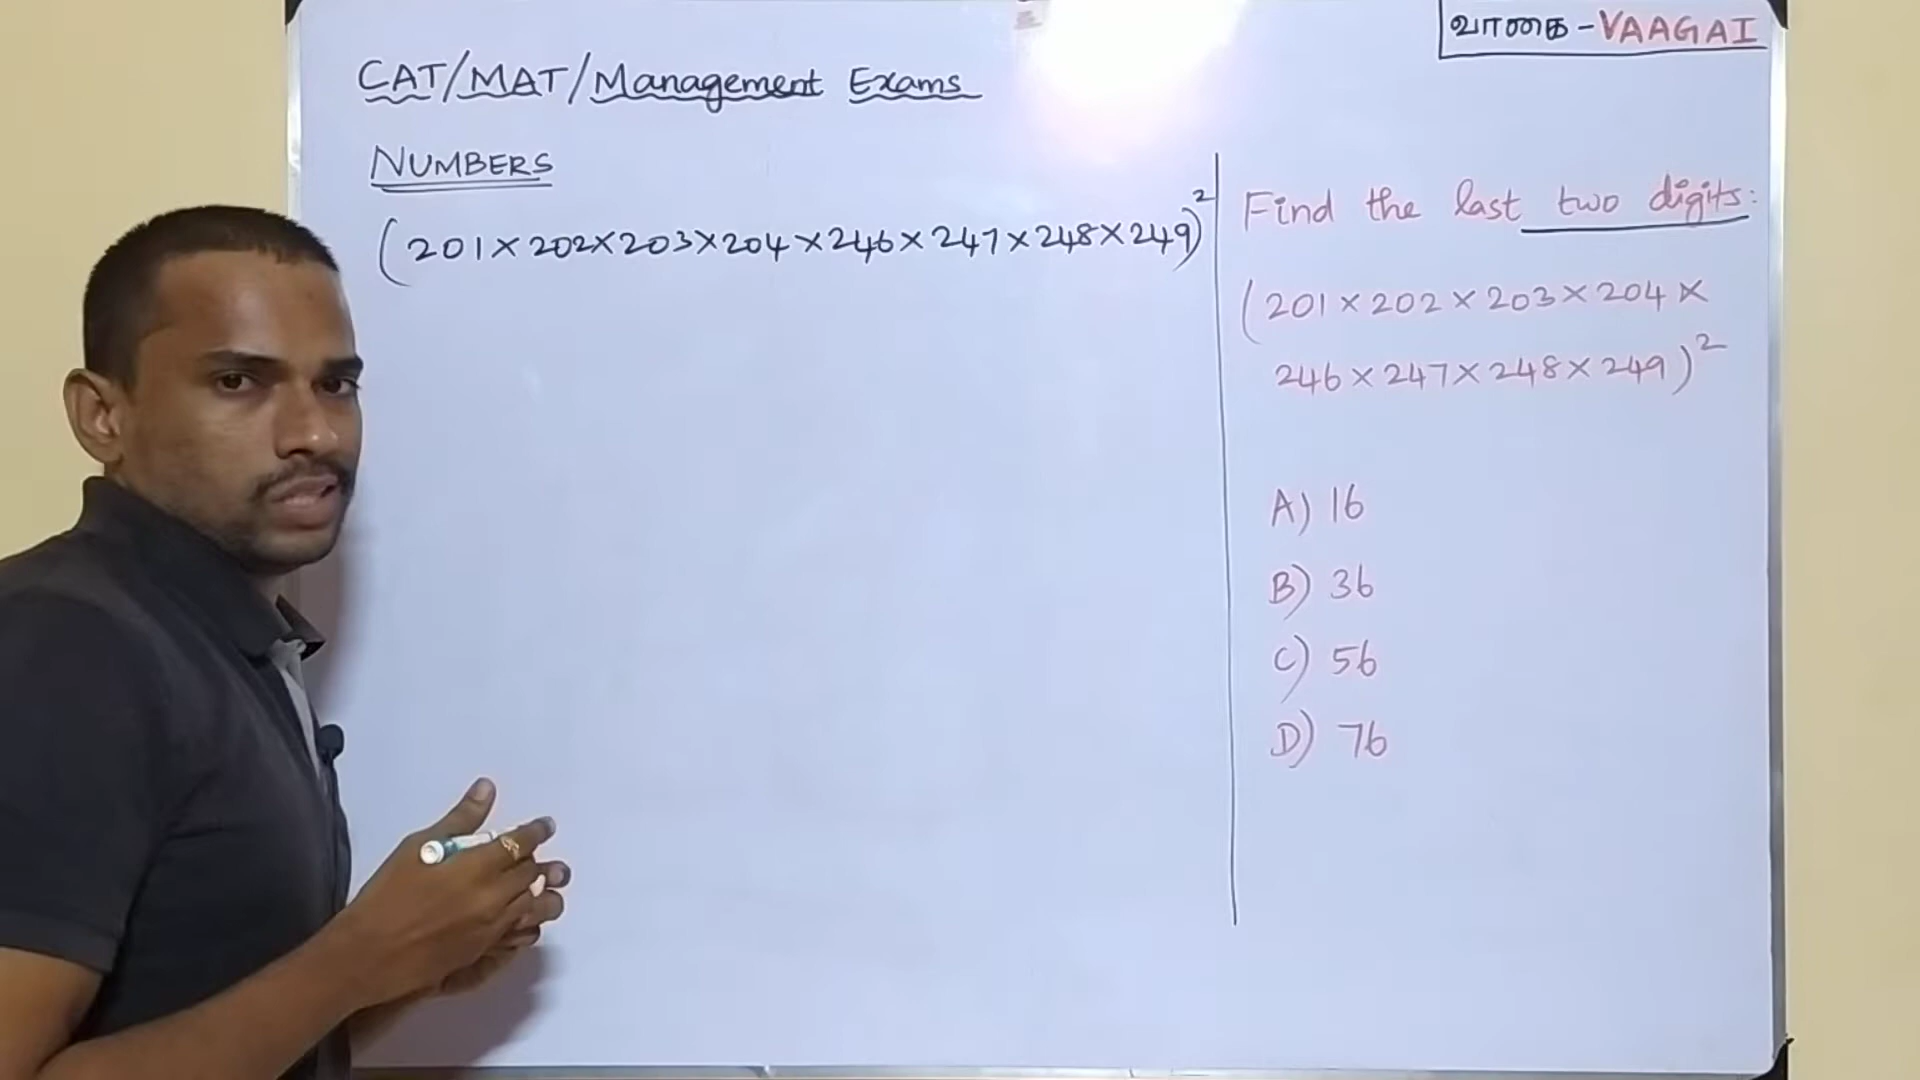 வாகை - VAAGAI
CAT/MAT/Management Exams
NUMBERS
(201×202×203×204×246×247×248×249)²
Find the last two digits:
(201×202×203×204×
246×247×248×249)²
A) 16
B) 36
C) 56
D) 76